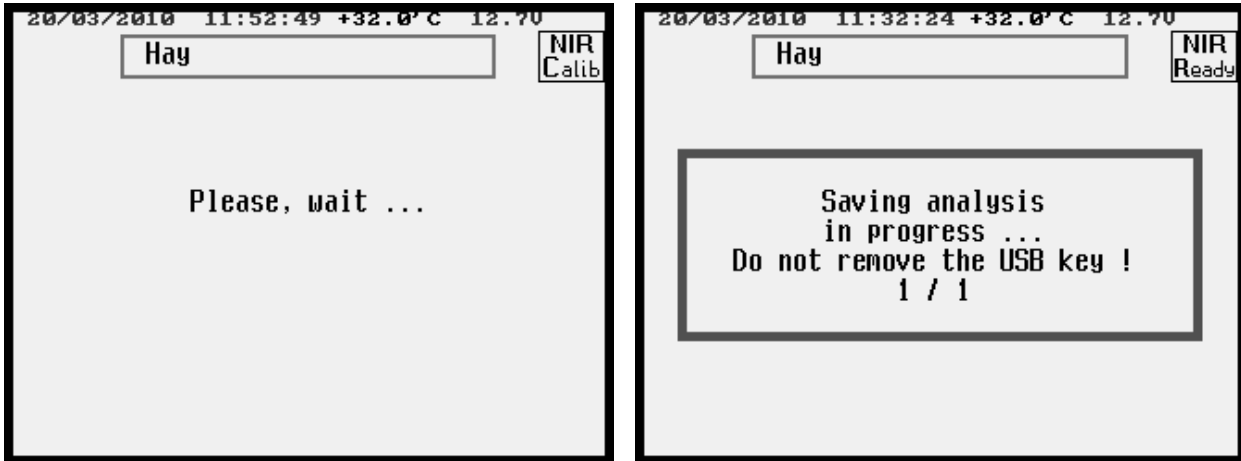 20/03/2010 11:52:49 +32.0°C 12.7V
Hay
NIR
Calib
Please, wait ...
20/03/2010 11:32:24 +32.0°C 12.7V
Hay
NIR
Ready
Saving analysis
in progress ...
Do not remove the USB key !
1 / 1